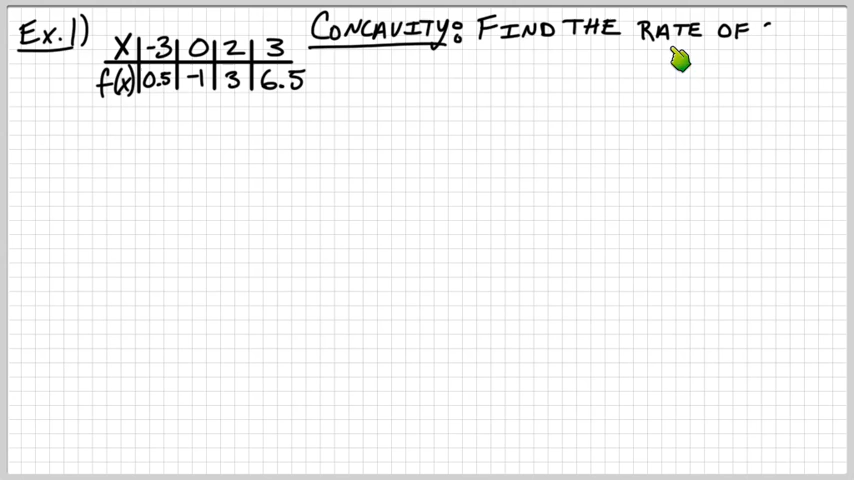 Ex. 1)
X | -3 | 0 | 2 | 3
f(x) | 0.5 | -1 | 3 | 6.5
CONCAVITY: FIND THE RATE OF